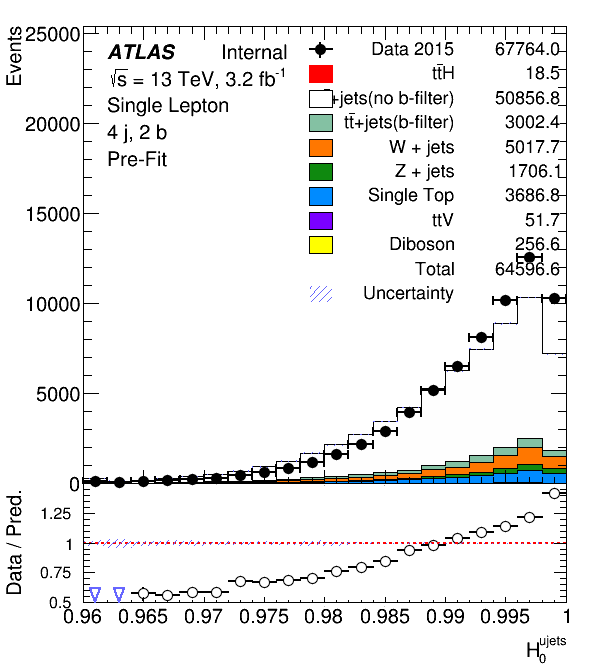 Events
25000
20000
15000
10000
5000
0
ATLAS Internal
√s = 13 TeV, 3.2 fb⁻¹
Single Lepton
4 j, 2 b
Pre-Fit
Data 2015 67764.0
tt̄H 18.5
+jets(no b-filter) 50856.8
tt̄+jets(b-filter) 3002.4
W + jets 5017.7
Z + jets 1706.1
Single Top 3686.8
ttV 51.7
Diboson 256.6
Total 64596.6
Uncertainty
Data / Pred.
1.25
1
0.75
0.5
0.96 0.965 0.97 0.975 0.98 0.985 0.99 0.995 1
H₀ᵘʲᵉᵗˢ